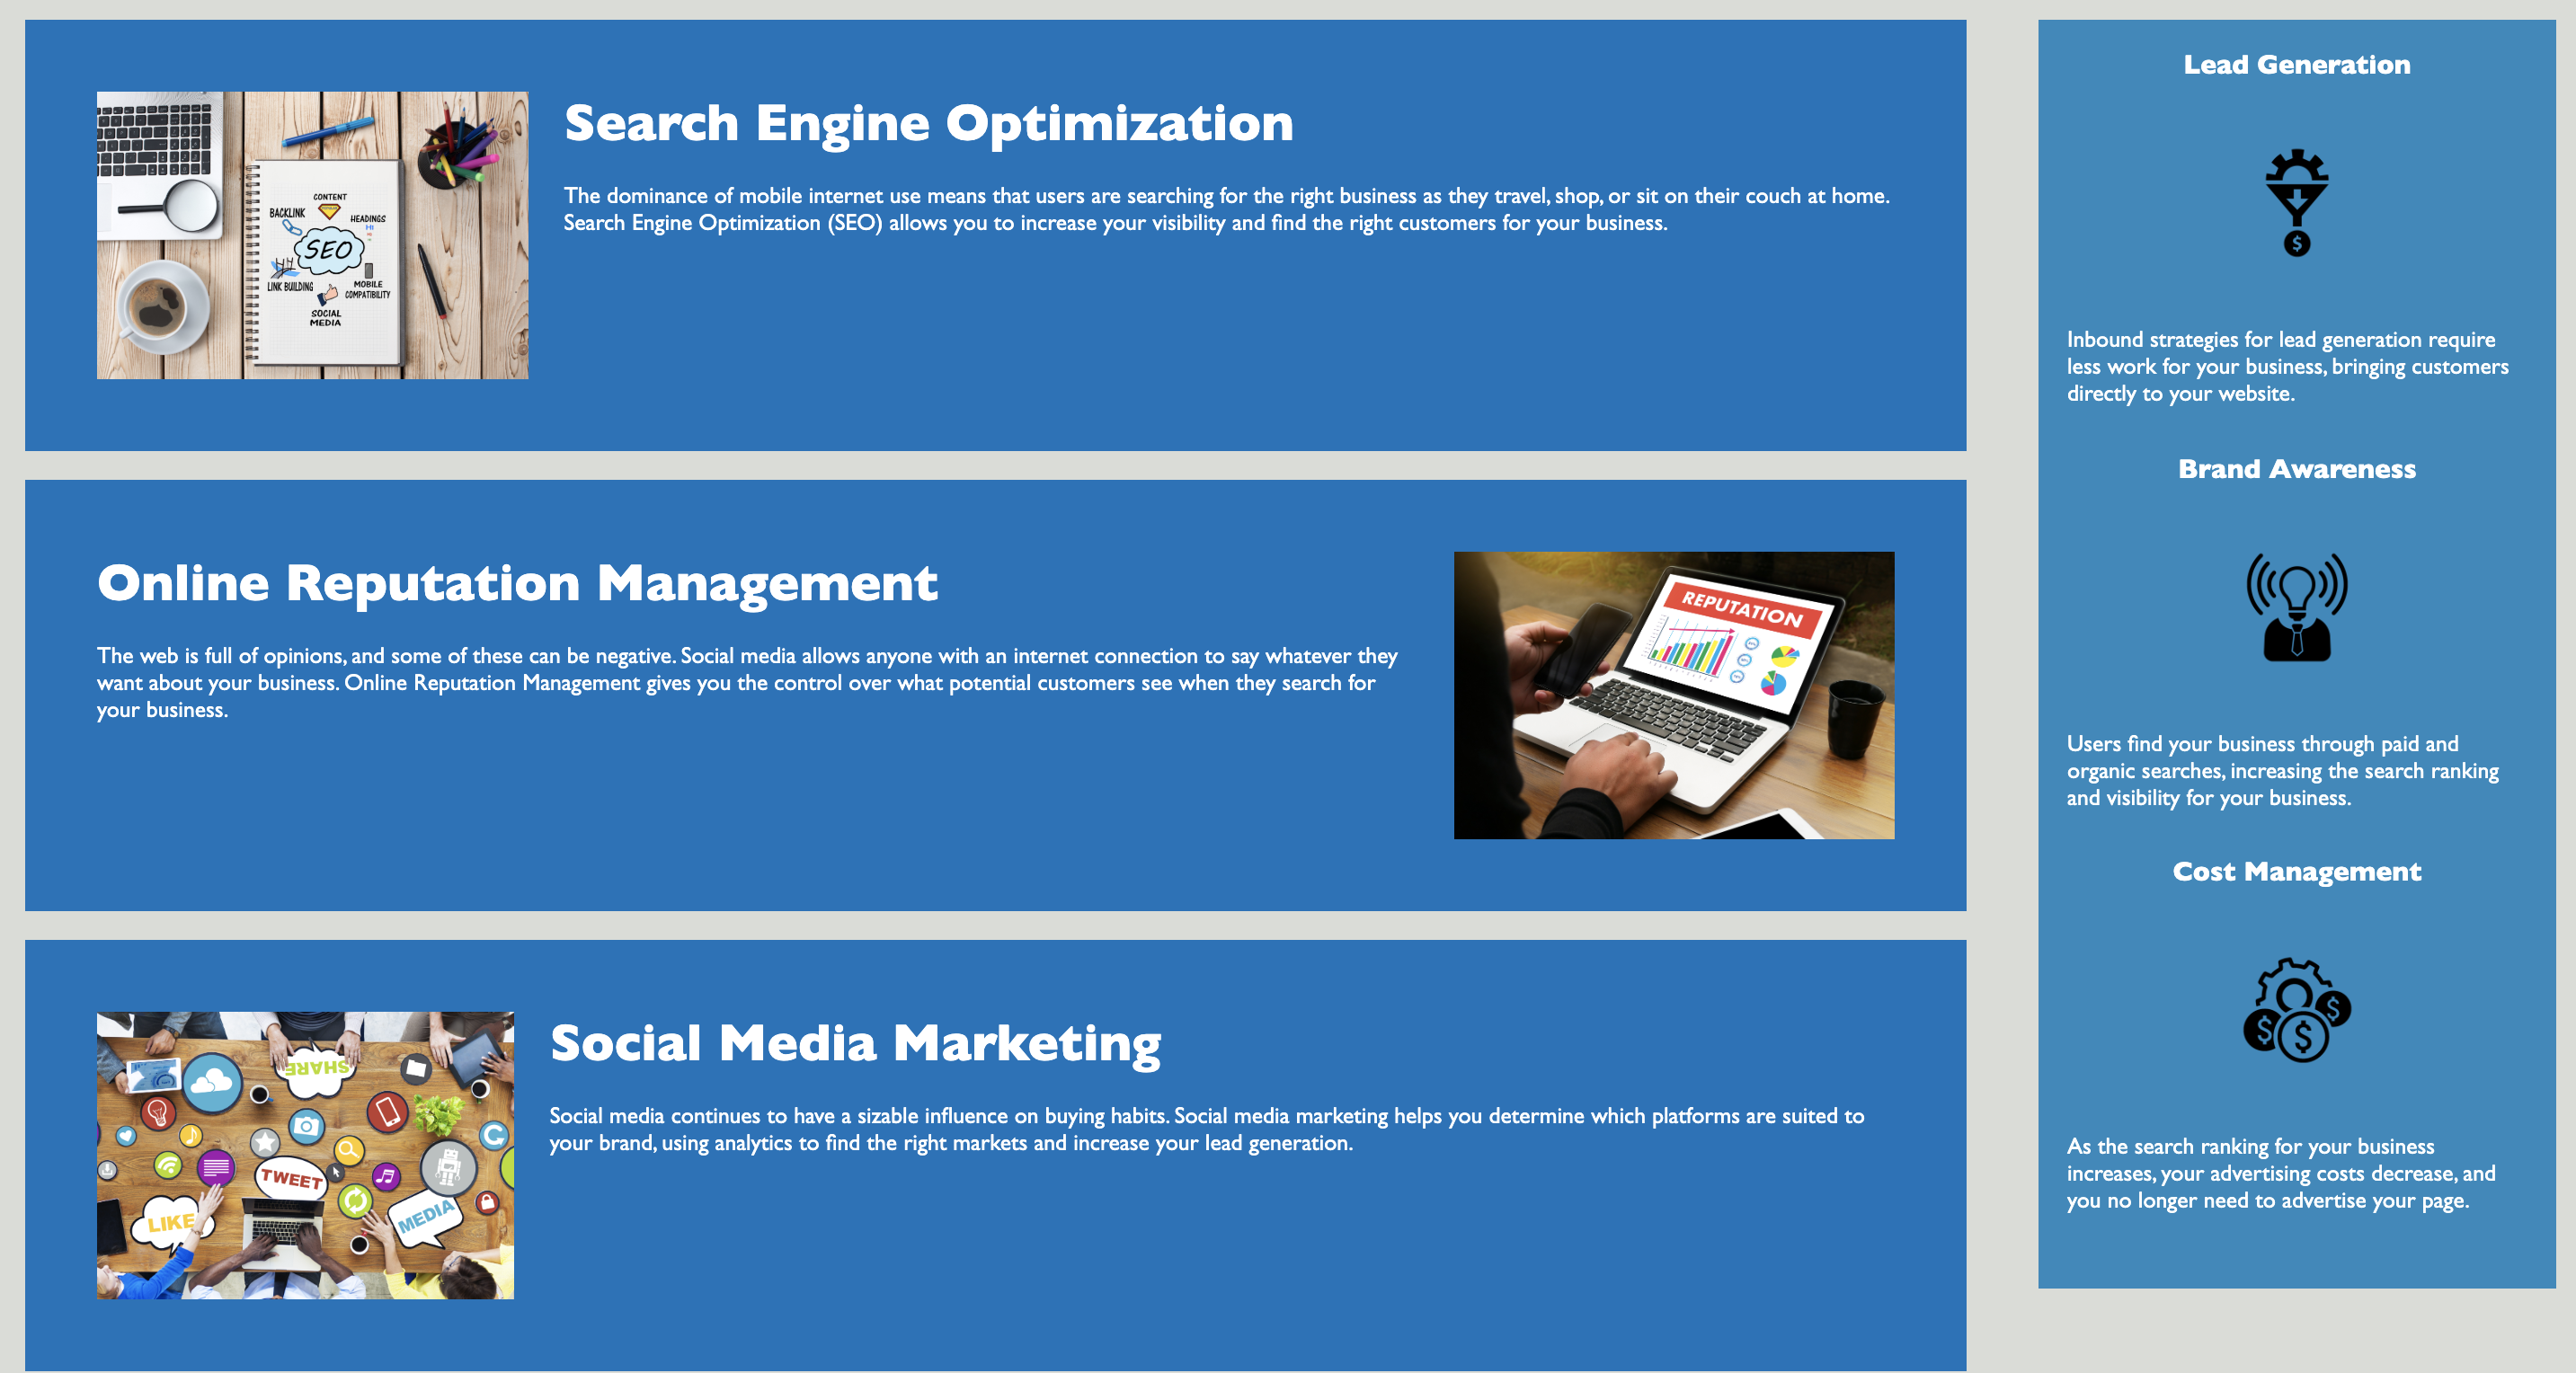 Search Engine Optimization
The dominance of mobile internet use means that users are searching for the right business as they travel, shop, or sit on their couch at home.
Search Engine Optimization (SEO) allows you to increase your visibility and find the right customers for your business.
CONTENT
BACKLINK
HEADINGS
H1
SEO
LINK BUILDING
MOBILE
COMPATIBILITY
SOCIAL
MEDIA
Online Reputation Management
The web is full of opinions, and some of these can be negative. Social media allows anyone with an internet connection to say whatever they
want about your business. Online Reputation Management gives you the control over what potential customers see when they search for
your business.
REPUTATION
Social Media Marketing
Social media continues to have a sizable influence on buying habits. Social media marketing helps you determine which platforms are suited to
your brand, using analytics to find the right markets and increase your lead generation.
SHARE
TWEET
LIKE
MEDIA
Lead Generation
$
Inbound strategies for lead generation require
less work for your business, bringing customers
directly to your website.
Brand Awareness
Users find your business through paid and
organic searches, increasing the search ranking
and visibility for your business.
Cost Management
$ $ $
As the search ranking for your business
increases, your advertising costs decrease, and
you no longer need to advertise your page.